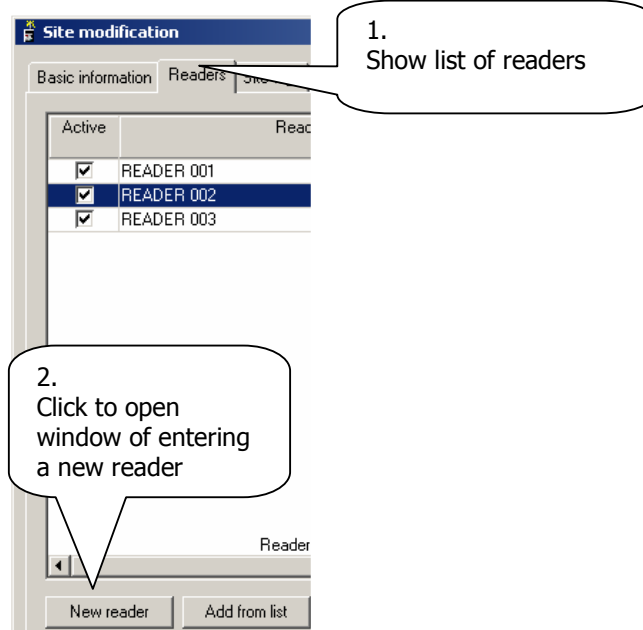 Site modification
1.
Show list of readers
Basic information Readers
Active
READER 001
READER 002
READER 003
2.
Click to open
window of entering
a new reader
Reader
New reader Add from list